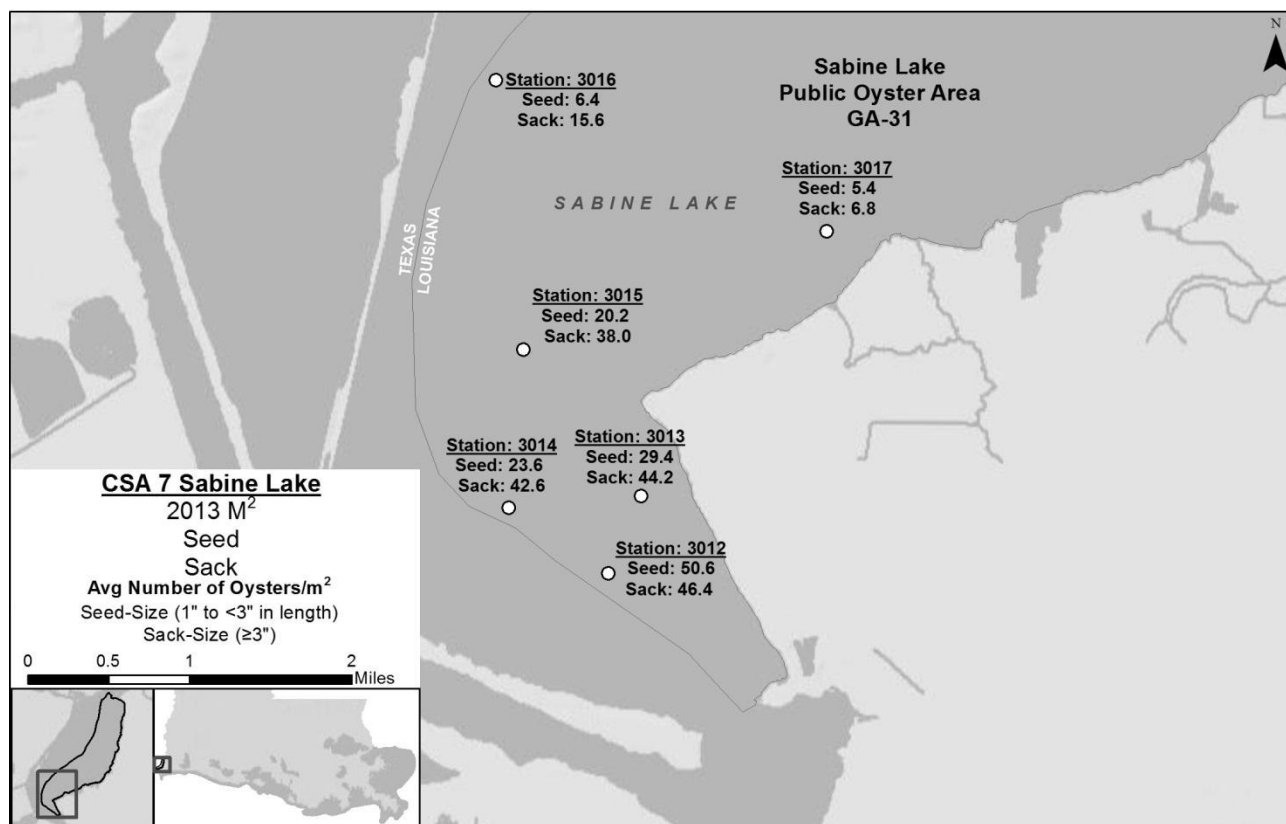 N
Station: 3016
Seed: 6.4
Sack: 15.6
Sabine Lake
Public Oyster Area
GA-31
Station: 3017
Seed: 5.4
Sack: 6.8
SABINE LAKE
TEXAS
LOUISIANA
Station: 3015
Seed: 20.2
Sack: 38.0
Station: 3014
Seed: 23.6
Sack: 42.6
Station: 3013
Seed: 29.4
Sack: 44.2
Station: 3012
Seed: 50.6
Sack: 46.4
CSA 7 Sabine Lake
2013 M²
Seed
Sack
Avg Number of Oysters/m²
Seed-Size (1" to <3" in length)
Sack-Size (≥3")
0 0.5 1 2
Miles